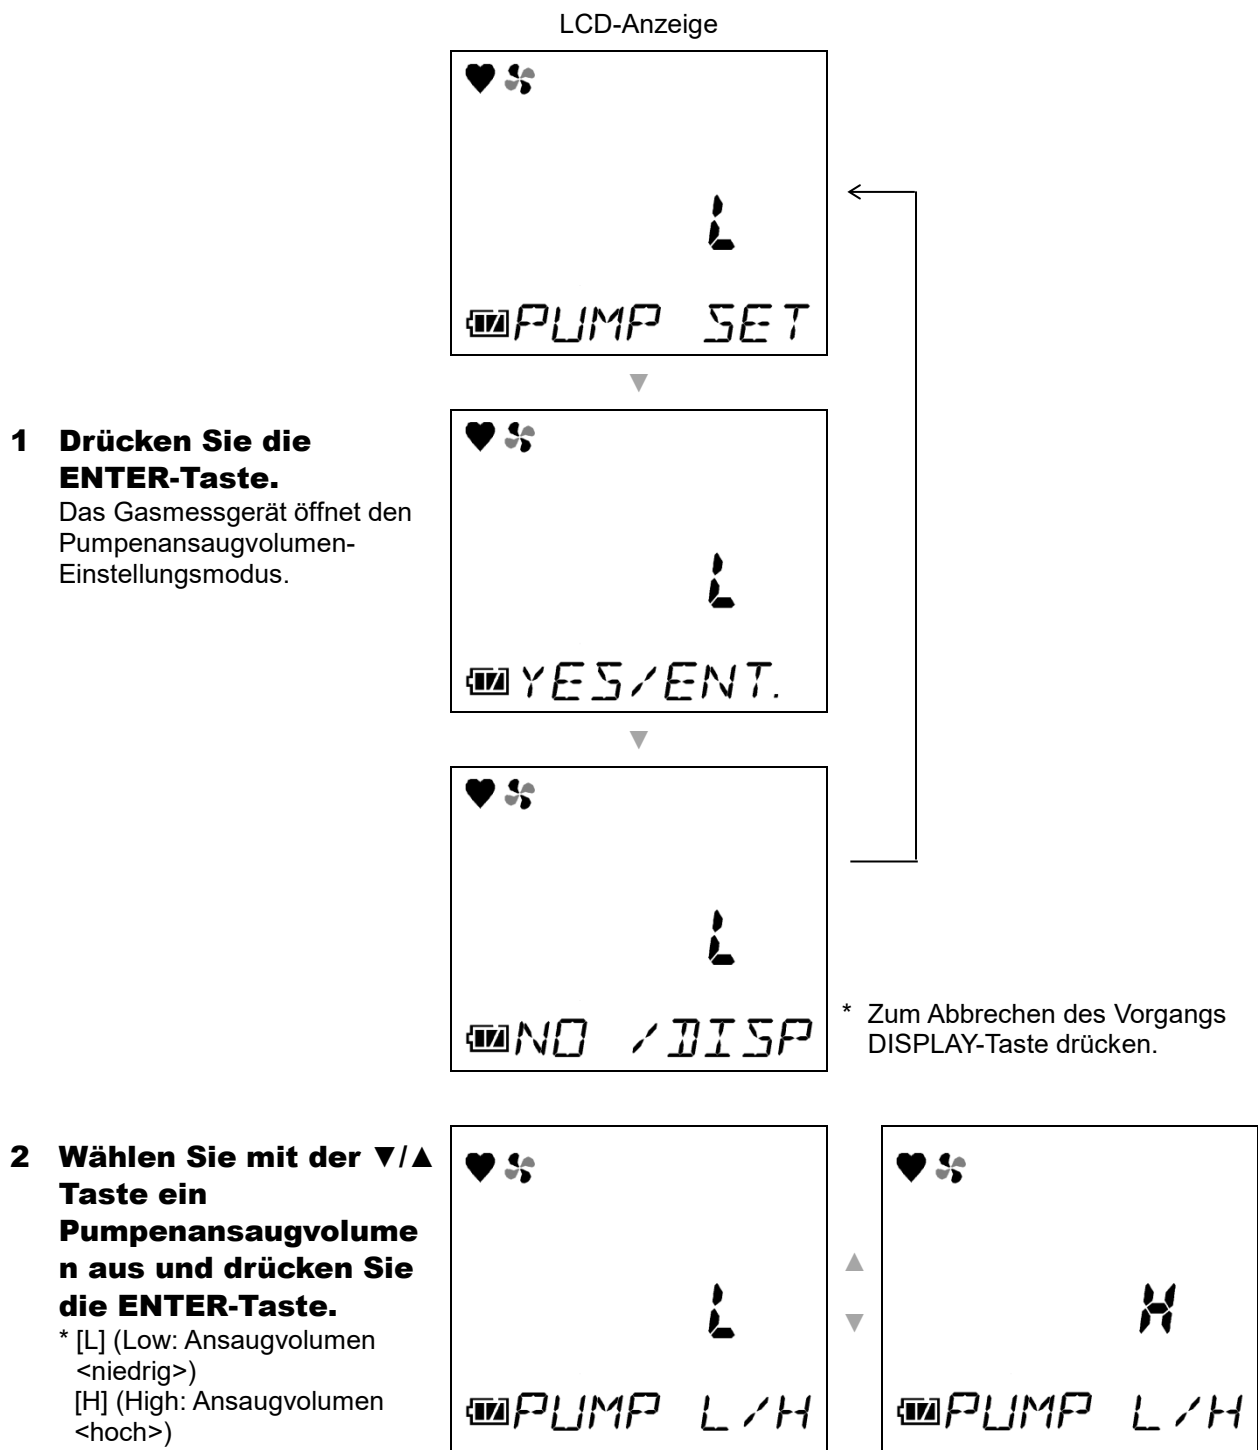 LCD-Anzeige
L
PUMP SET
▼
1 Drücken Sie die
ENTER-Taste.
Das Gasmessgerät öffnet den
Pumpenansaugvolumen-
Einstellungsmodus.
L
YES/ENT.
▼
L
NO /DISP
* Zum Abbrechen des Vorgangs
DISPLAY-Taste drücken.
2 Wählen Sie mit der ▼/▲
Taste ein
Pumpenansaugvolume
n aus und drücken Sie
die ENTER-Taste.
* [L] (Low: Ansaugvolumen
<niedrig>)
[H] (High: Ansaugvolumen
<hoch>)
L
PUMP L/H
▲
▼
H
PUMP L/H